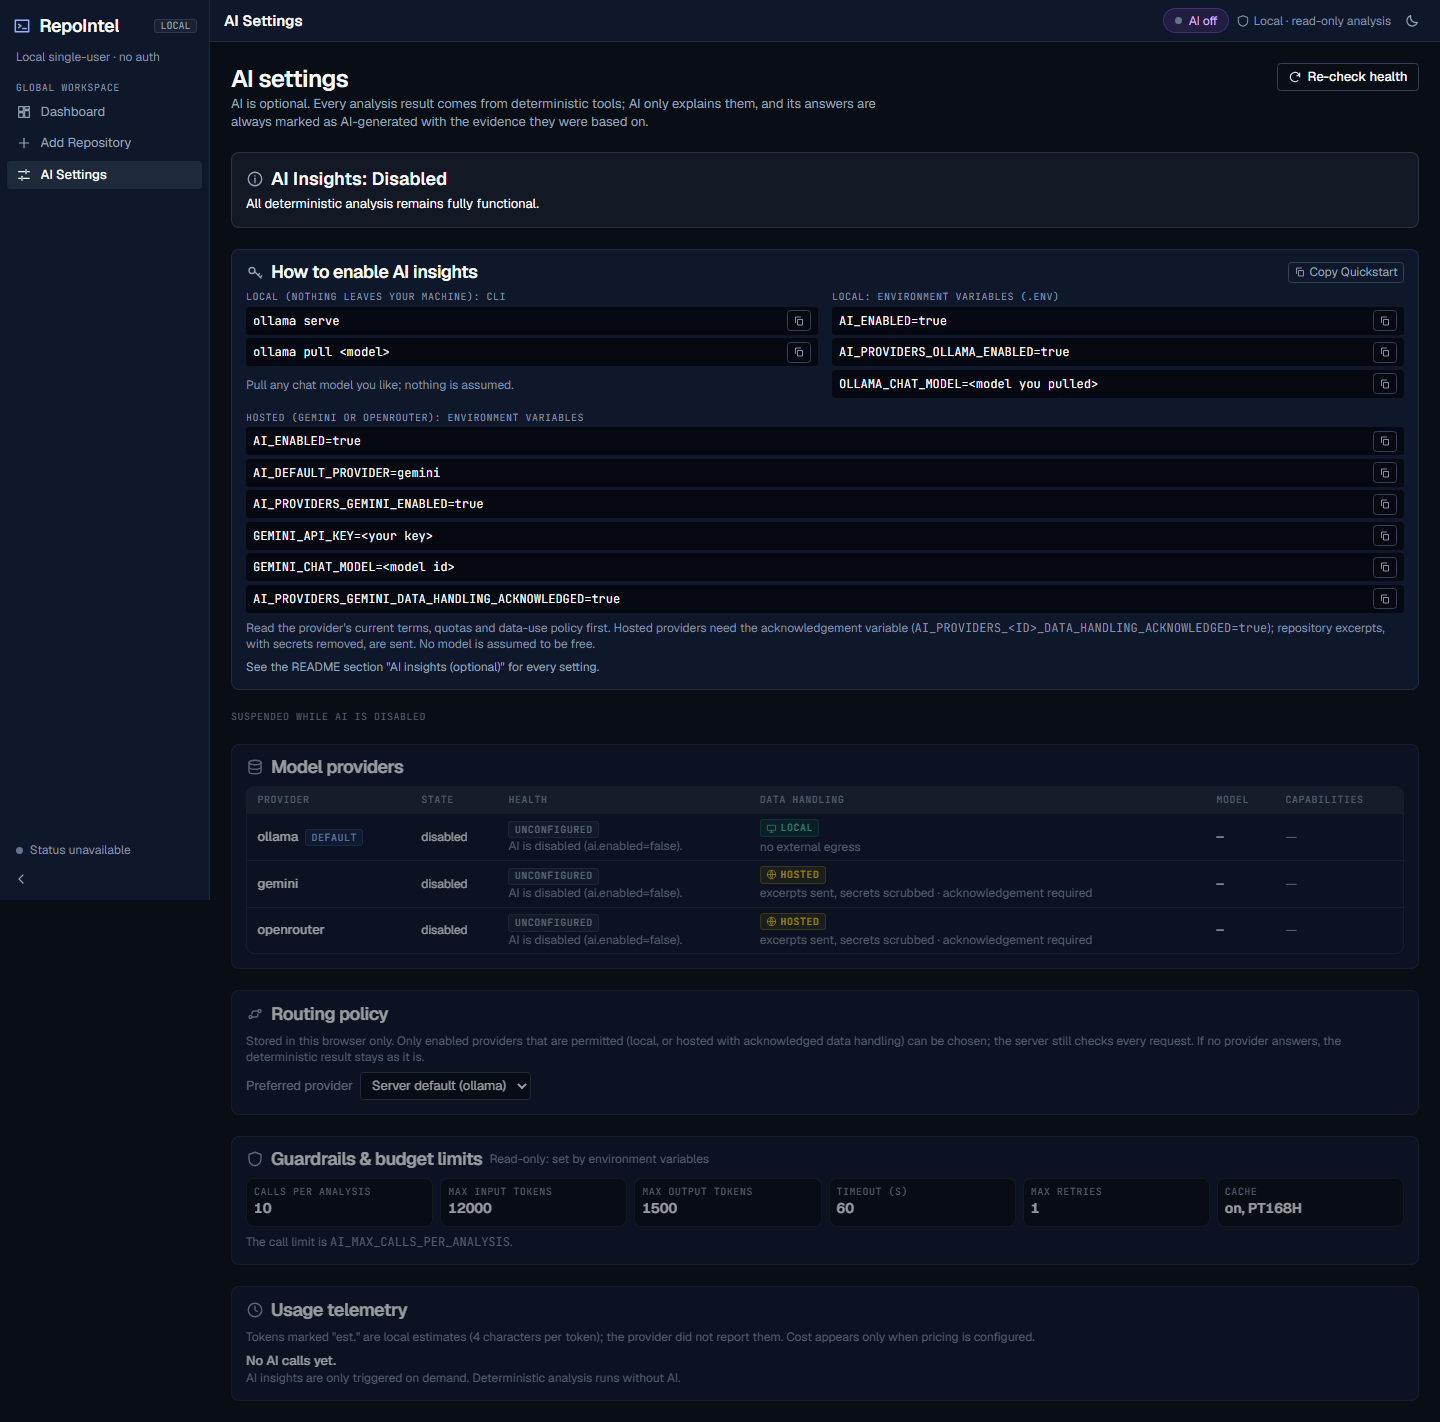 RepoIntel
LOCAL
Local single-user · no auth
GLOBAL WORKSPACE
Dashboard
Add Repository
AI Settings
Status unavailable
AI Settings
AI off
Local · read-only analysis
AI settings
Re-check health
AI is optional. Every analysis result comes from deterministic tools; AI only explains them, and its answers are
always marked as AI-generated with the evidence they were based on.
AI Insights: Disabled
All deterministic analysis remains fully functional.
How to enable AI insights
Copy Quickstart
LOCAL (NOTHING LEAVES YOUR MACHINE): CLI
ollama serve
ollama pull <model>
Pull any chat model you like; nothing is assumed.
LOCAL: ENVIRONMENT VARIABLES (.ENV)
AI_ENABLED=true
AI_PROVIDERS_OLLAMA_ENABLED=true
OLLAMA_CHAT_MODEL=<model you pulled>
HOSTED (GEMINI OR OPENROUTER): ENVIRONMENT VARIABLES
AI_ENABLED=true
AI_DEFAULT_PROVIDER=gemini
AI_PROVIDERS_GEMINI_ENABLED=true
GEMINI_API_KEY=<your key>
GEMINI_CHAT_MODEL=<model id>
AI_PROVIDERS_GEMINI_DATA_HANDLING_ACKNOWLEDGED=true
Read the provider's current terms, quotas and data-use policy first. Hosted providers need the acknowledgement variable (AI_PROVIDERS_<ID>_DATA_HANDLING_ACKNOWLEDGED=true); repository excerpts,
with secrets removed, are sent. No model is assumed to be free.
See the README section "AI insights (optional)" for every setting.
SUSPENDED WHILE AI IS DISABLED
Model providers
PROVIDER STATE HEALTH DATA HANDLING MODEL CAPABILITIES
ollama DEFAULT disabled UNCONFIGURED LOCAL – —
AI is disabled (ai.enabled=false). no external egress
gemini disabled UNCONFIGURED HOSTED – —
AI is disabled (ai.enabled=false). excerpts sent, secrets scrubbed · acknowledgement required
openrouter disabled UNCONFIGURED HOSTED – —
AI is disabled (ai.enabled=false). excerpts sent, secrets scrubbed · acknowledgement required
Routing policy
Stored in this browser only. Only enabled providers that are permitted (local, or hosted with acknowledged data handling) can be chosen; the server still checks every request. If no provider answers, the
deterministic result stays as it is.
Preferred provider Server default (ollama)
Guardrails & budget limits Read-only: set by environment variables
CALLS PER ANALYSIS MAX INPUT TOKENS MAX OUTPUT TOKENS TIMEOUT (S) MAX RETRIES CACHE
10 12000 1500 60 1 on, PT168H
The call limit is AI_MAX_CALLS_PER_ANALYSIS.
Usage telemetry
Tokens marked "est." are local estimates (4 characters per token); the provider did not report them. Cost appears only when pricing is configured.
No AI calls yet.
AI insights are only triggered on demand. Deterministic analysis runs without AI.